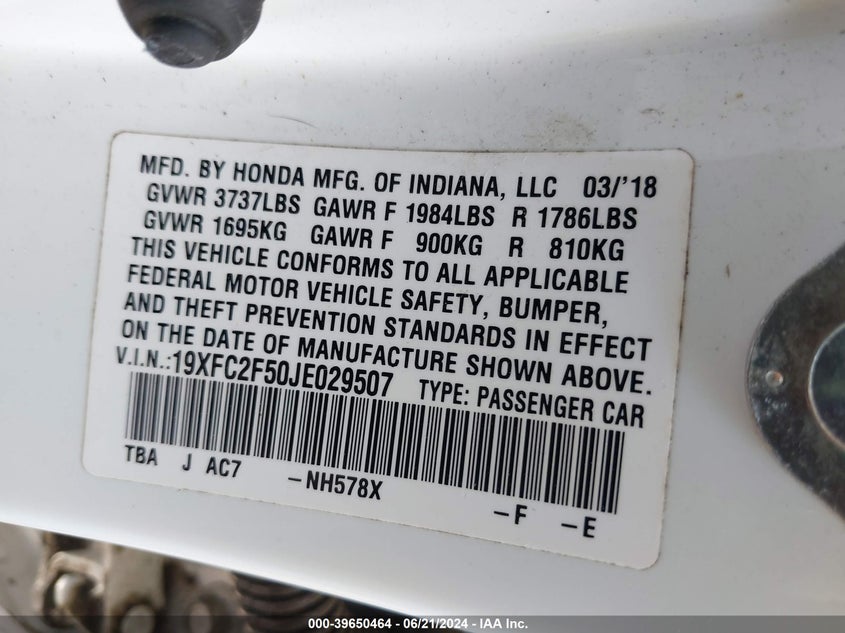 MFD. BY HONDA MFG. OF INDIANA, LLC 03/'18
GVWR 3737LBS GAWR F 1984LBS R 1786LBS
GVWR 1695KG GAWR F 900KG R 810KG
THIS VEHICLE CONFORMS TO ALL APPLICABLE
FEDERAL MOTOR VEHICLE SAFETY, BUMPER,
AND THEFT PREVENTION STANDARDS IN EFFECT
ON THE DATE OF MANUFACTURE SHOWN ABOVE.
V.I.N.:19XFC2F50JE029507 TYPE: PASSENGER CAR
TBA J AC7 -NH578X -F -E
000-39650464 - 06/21/2024 - IAA Inc.